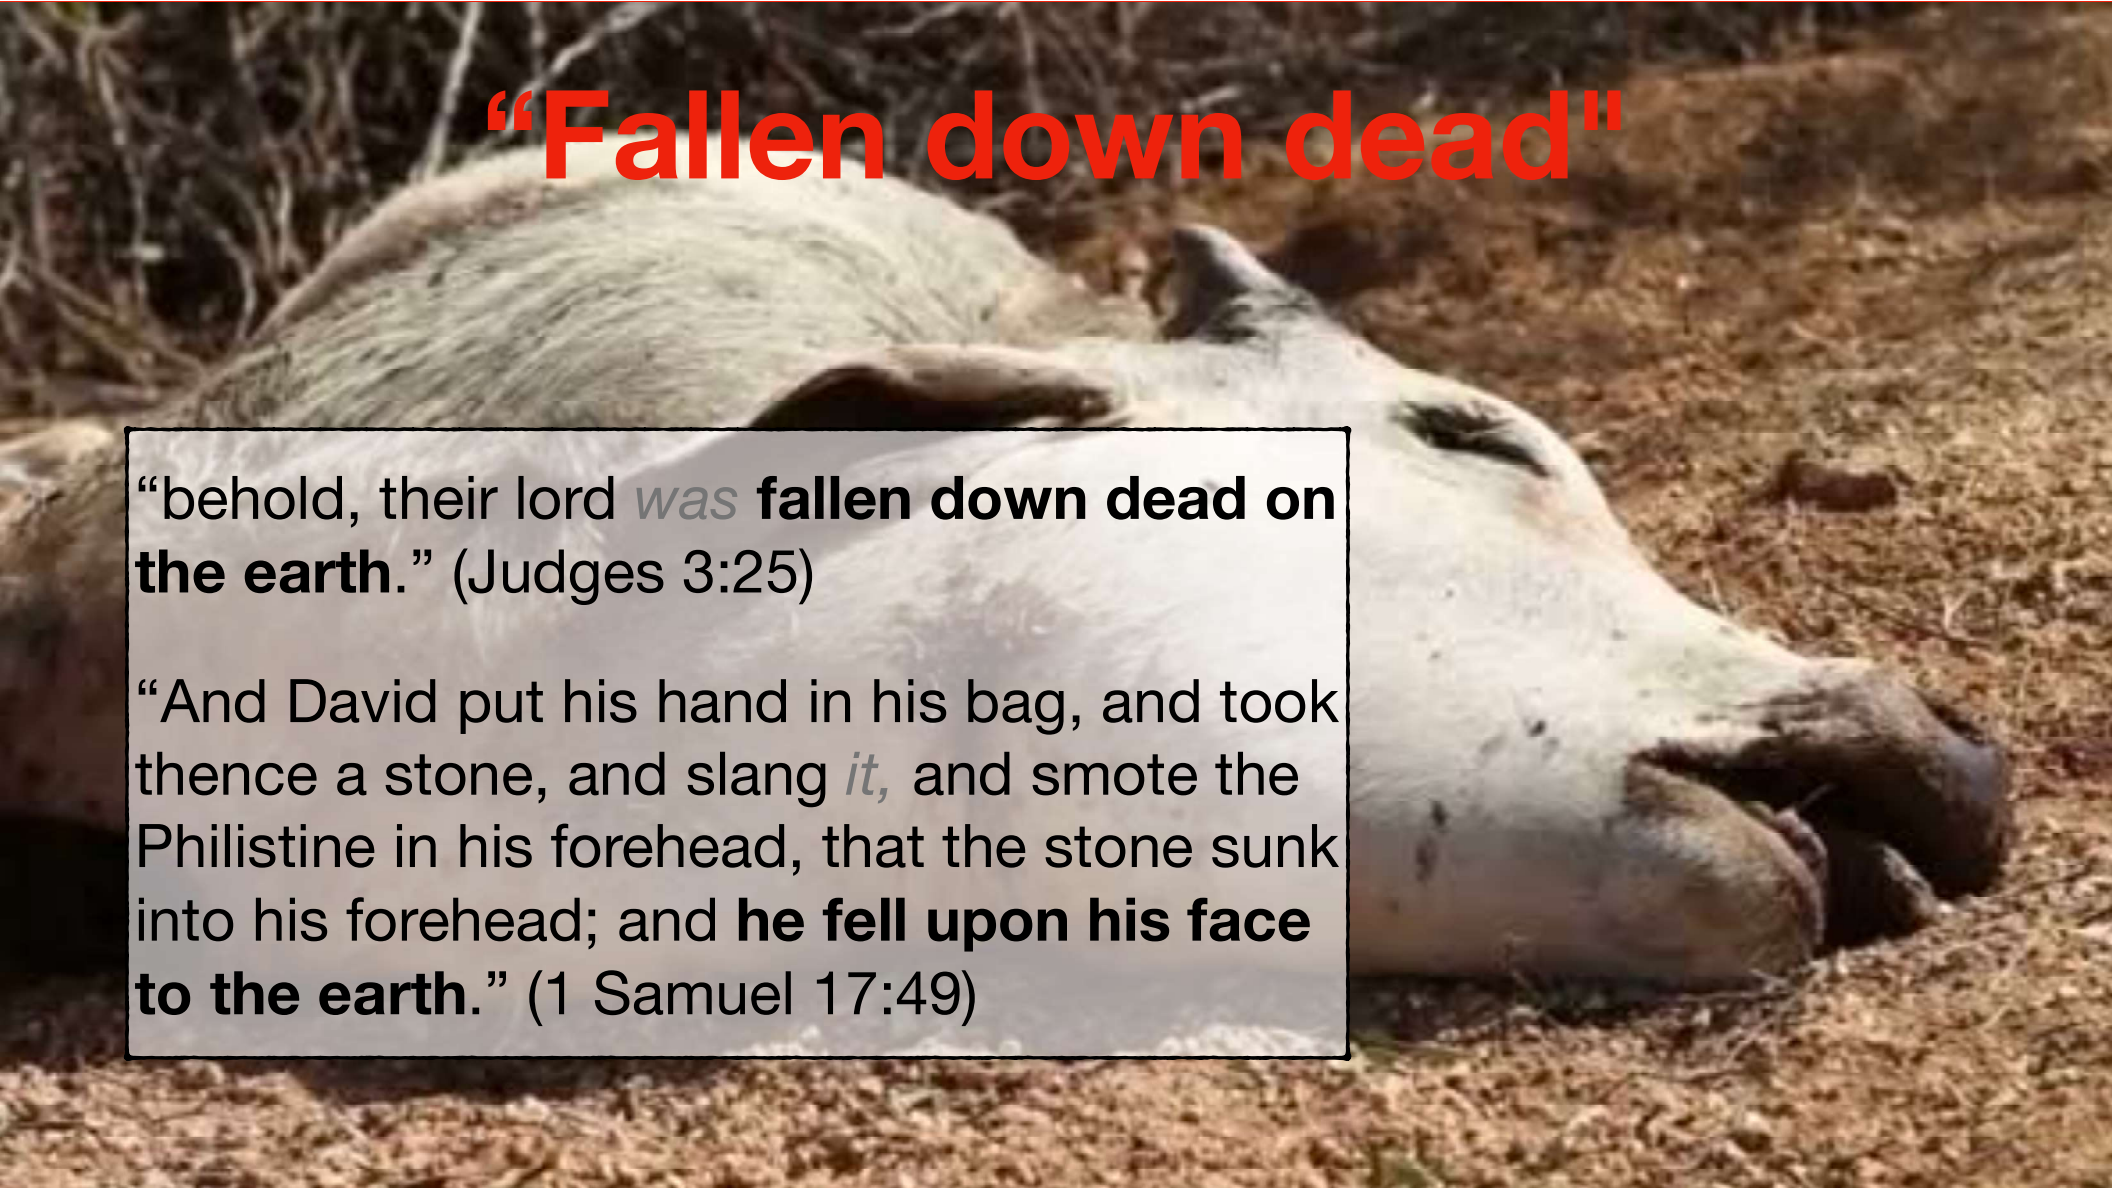 “Fallen down dead"
“behold, their lord was fallen down dead on
the earth.” (Judges 3:25)
“And David put his hand in his bag, and took
thence a stone, and slang it, and smote the
Philistine in his forehead, that the stone sunk
into his forehead; and he fell upon his face
to the earth.” (1 Samuel 17:49)